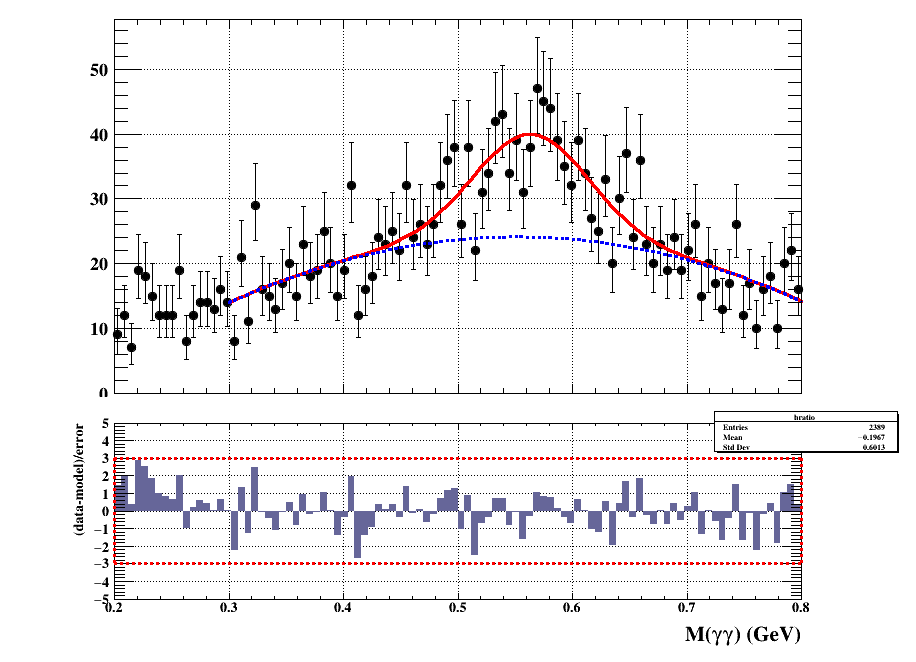 50
40
30
20
10
0
hratio
Entries 2389
Mean −0.1967
Std Dev 0.6013
(data-model)/error
5
4
3
2
1
0
−1
−2
−3
−4
−5
0.2 0.3 0.4 0.5 0.6 0.7 0.8
M(γγ) (GeV)